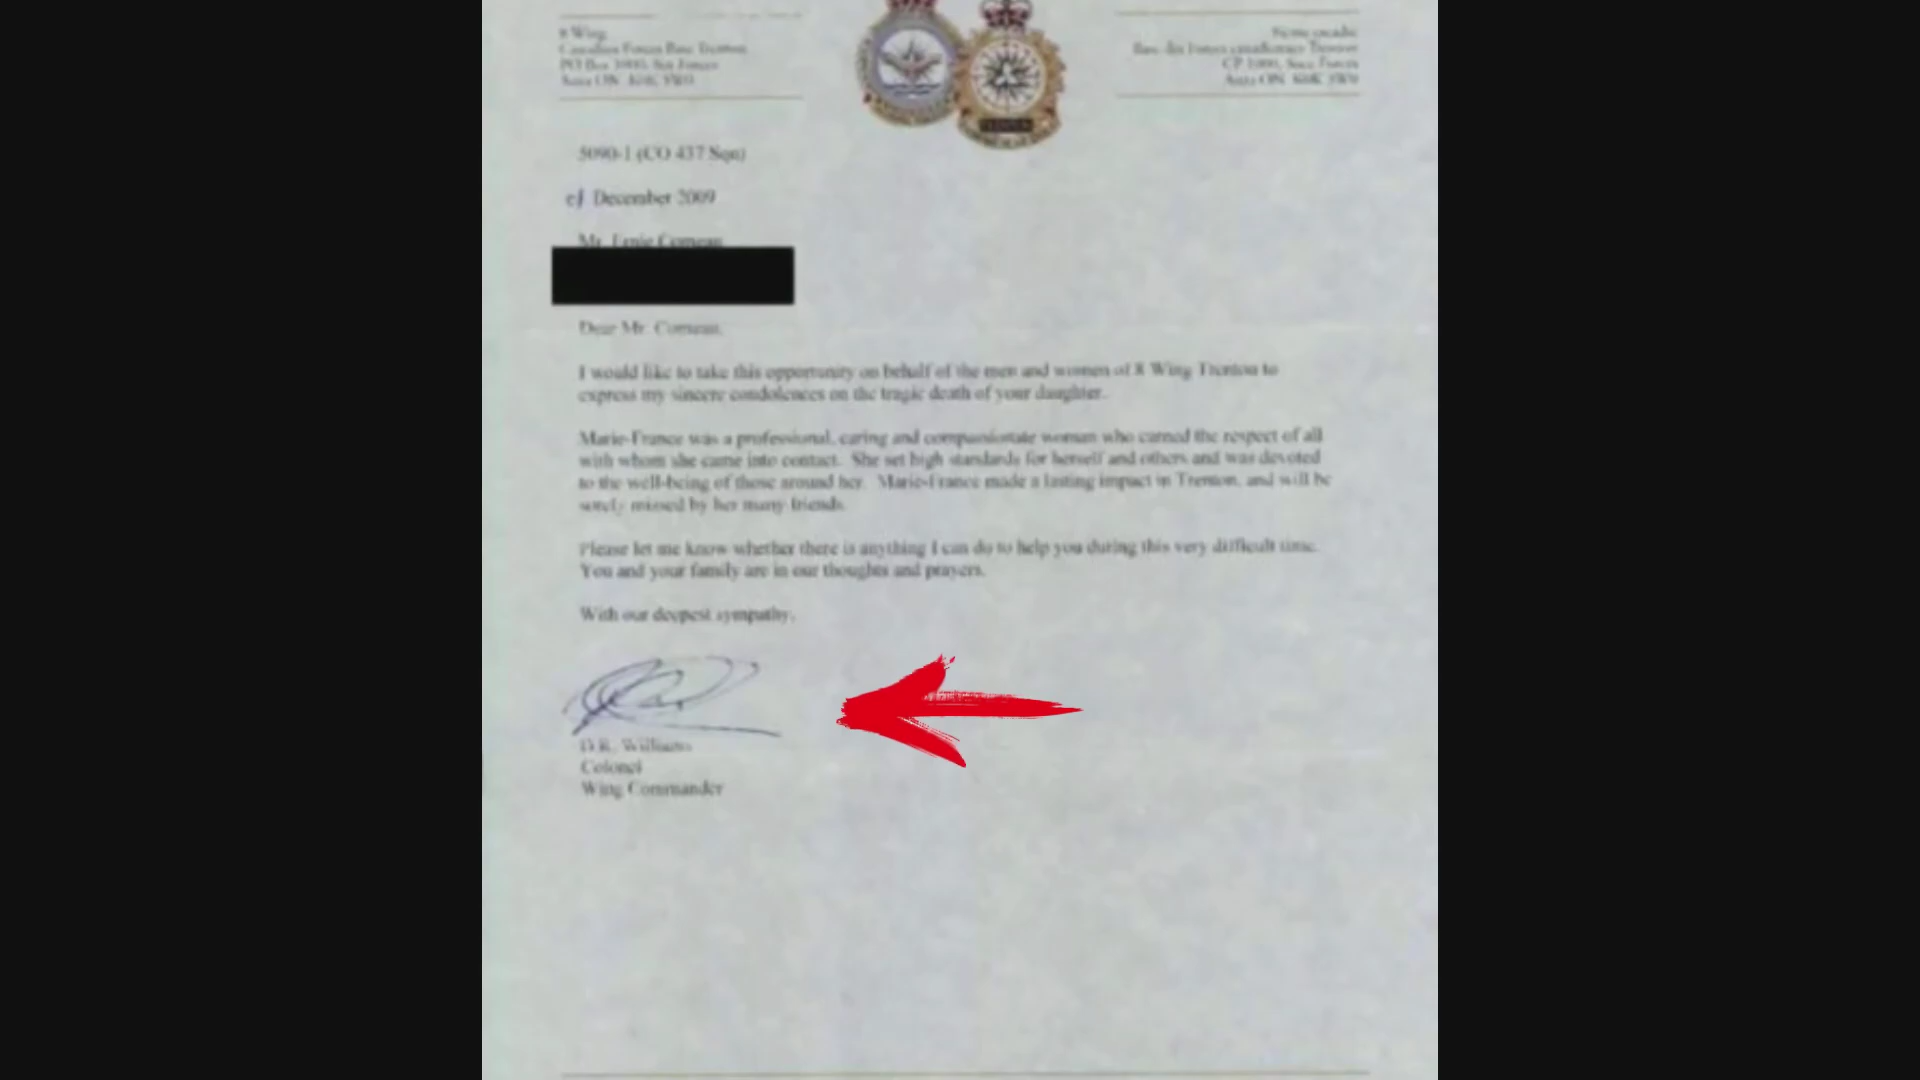 8 Wing
Canadian Forces Base Trenton
PO Box 1000, Stn Forces
Astra ON K0K 3W0
8e escadre
Base des Forces canadiennes Trenton
CP 1000, Succ Forces
Astra ON K0K 3W0
5090-1 (CO 437 Sqn)
December 2009
Mr. Ernie Comeau
Dear Mr. Comeau,
I would like to take this opportunity on behalf of the men and women of 8 Wing Trenton to
express my sincere condolences on the tragic death of your daughter.
Marie-France was a professional, caring and compassionate woman who earned the respect of all
with whom she came into contact. She set high standards for herself and others and was devoted
to the well-being of those around her. Marie-France made a lasting impact in Trenton, and will be
sorely missed by her many friends.
Please let me know whether there is anything I can do to help you during this very difficult time.
You and your family are in our thoughts and prayers.
With our deepest sympathy,
D.R. Williams
Colonel
Wing Commander